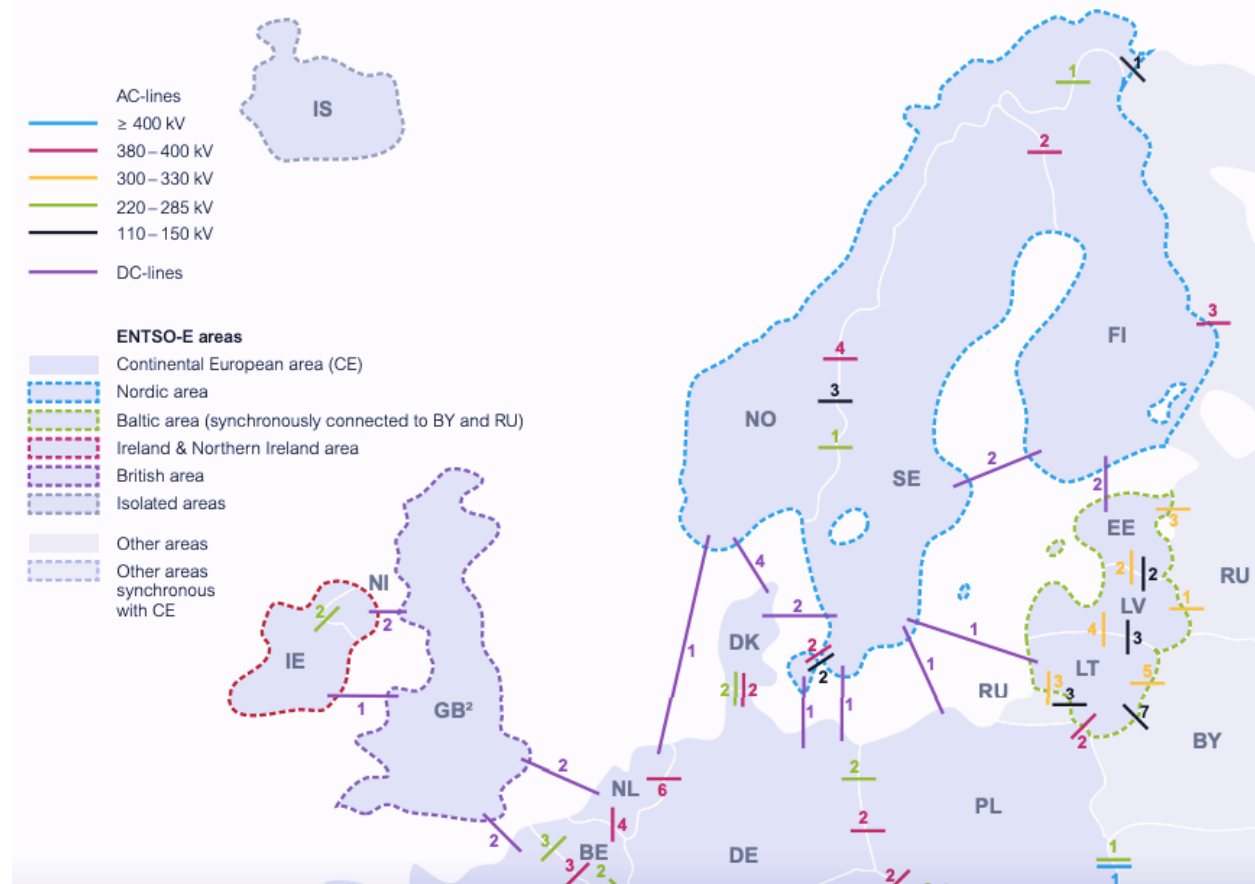 AC-lines
≥ 400 kV
380 – 400 kV
300 – 330 kV
220 – 285 kV
110 – 150 kV
DC-lines
ENTSO-E areas
Continental European area (CE)
Nordic area
Baltic area (synchronously connected to BY and RU)
Ireland & Northern Ireland area
British area
Isolated areas
Other areas
Other areas
synchronous
with CE
IS
1
1
2
3
FI
4
3
NO
1
SE
2
2
3
EE
4
2
2
RU
NI
2
2
2
1
LV
DK
4
3
1
1
IE
2
2
LT
1
5
2
2
3
3
RU
1
GB²
1
1
7
2
BY
2
NL
6
2
PL
4
2
2
3
BE
DE
1
3
2
2
1